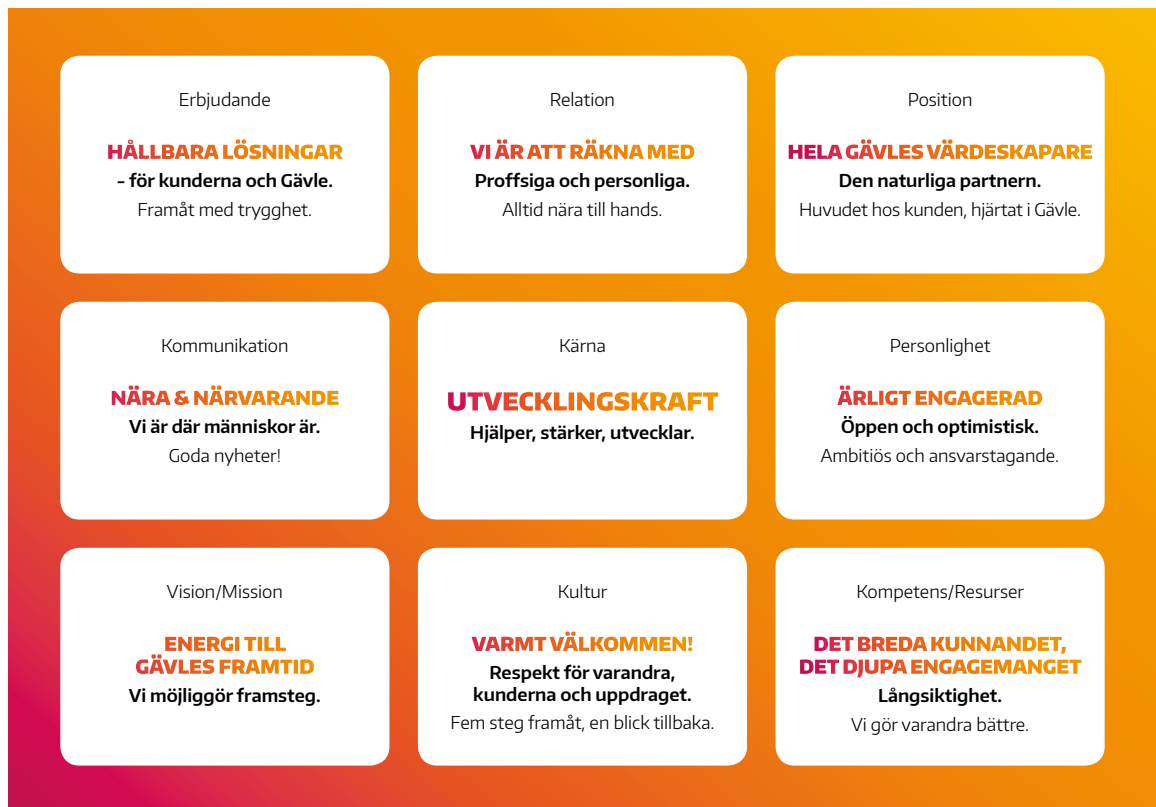 Erbjudande
HÅLLBARA LÖSNINGAR
– för kunderna och Gävle.
Framåt med trygghet.
Relation
VI ÄR ATT RÄKNA MED
Proffsiga och personliga.
Alltid nära till hands.
Position
HELA GÄVLES VÄRDESKAPARE
Den naturliga partnern.
Huvudet hos kunden, hjärtat i Gävle.
Kommunikation
NÄRA & NÄRVARANDE
Vi är där människor är.
Goda nyheter!
Kärna
UTVECKLINGSKRAFT
Hjälper, stärker, utvecklar.
Personlighet
ÄRLIGT ENGAGERAD
Öppen och optimistisk.
Ambitiös och ansvarstagande.
Vision/Mission
ENERGI TILL
GÄVLES FRAMTID
Vi möjliggör framsteg.
Kultur
VARMT VÄLKOMMEN!
Respekt för varandra,
kunderna och uppdraget.
Fem steg framåt, en blick tillbaka.
Kompetens/Resurser
DET BREDA KUNNANDET,
DET DJUPA ENGAGEMANGET
Långsiktighet.
Vi gör varandra bättre.